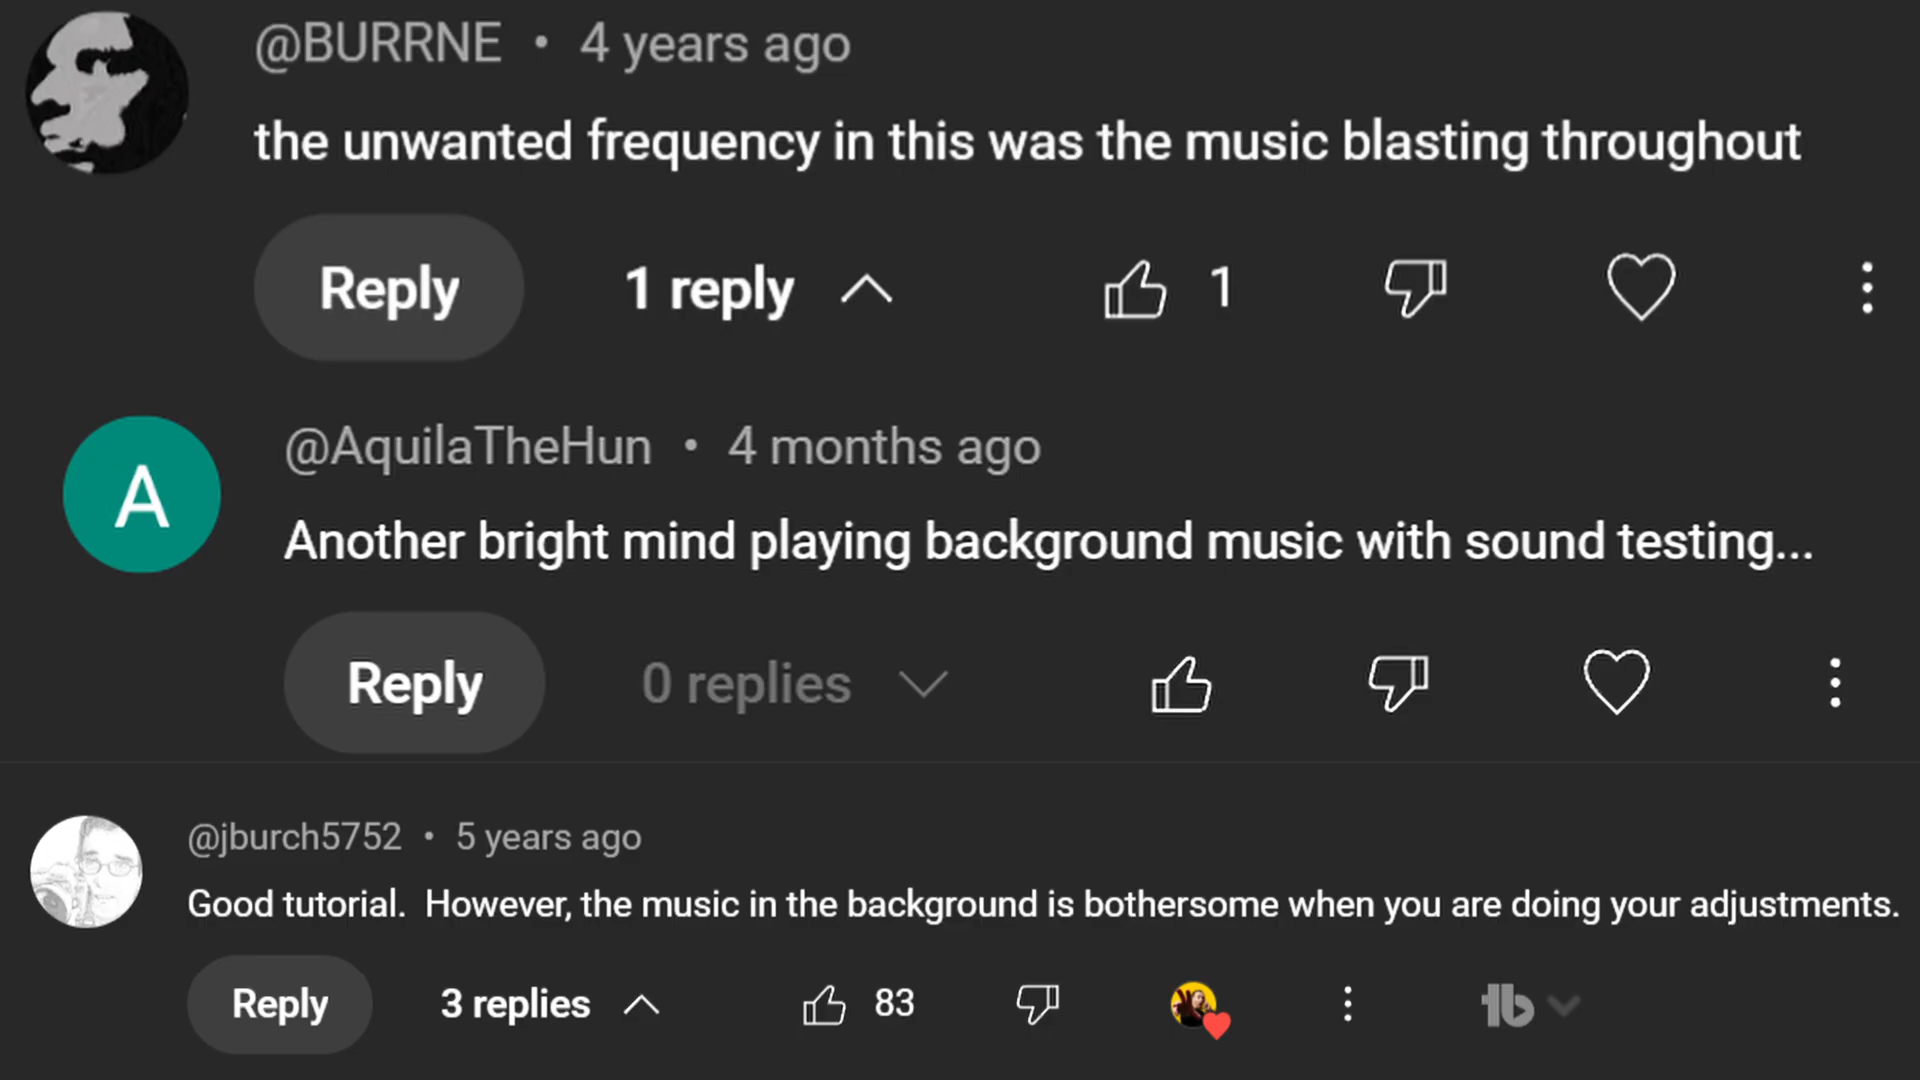 @BURRNE • 4 years ago
the unwanted frequency in this was the music blasting throughout
Reply 1 reply 1
A
@AquilaTheHun • 4 months ago
Another bright mind playing background music with sound testing...
Reply 0 replies
@jburch5752 • 5 years ago
Good tutorial.  However, the music in the background is bothersome when you are doing your adjustments.
Reply 3 replies 83 tb